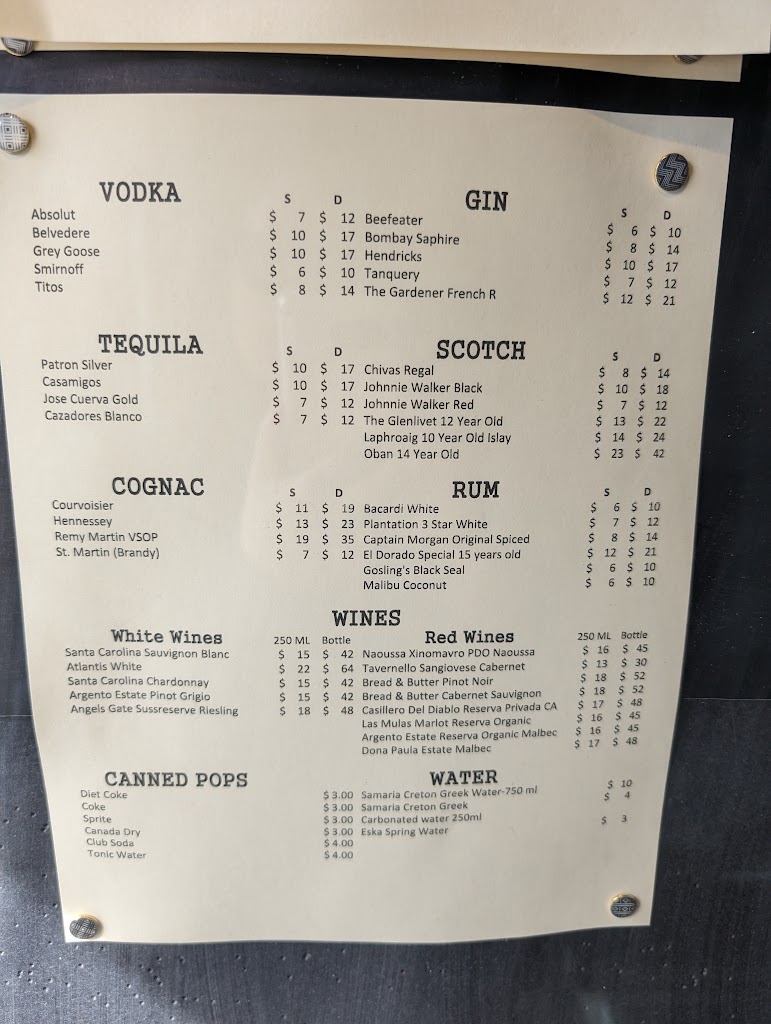 VODKA S D
Absolut $ 7 $ 12
Belvedere $ 10 $ 17
Grey Goose $ 10 $ 17
Smirnoff $ 6 $ 10
Titos $ 8 $ 14
GIN S D
Beefeater $ 6 $ 10
Bombay Saphire $ 8 $ 14
Hendricks $ 10 $ 17
Tanquery $ 7 $ 12
The Gardener French R $ 12 $ 21
TEQUILA S D
Patron Silver $ 10 $ 17
Casamigos $ 10 $ 17
Jose Cuerva Gold $ 7 $ 12
Cazadores Blanco $ 7 $ 12
SCOTCH S D
Chivas Regal $ 8 $ 14
Johnnie Walker Black $ 10 $ 18
Johnnie Walker Red $ 7 $ 12
The Glenlivet 12 Year Old $ 13 $ 22
Laphroaig 10 Year Old Islay $ 14 $ 24
Oban 14 Year Old $ 23 $ 42
COGNAC S D
Courvoisier $ 11 $ 19
Hennessey $ 13 $ 23
Remy Martin VSOP $ 19 $ 35
St. Martin (Brandy) $ 7 $ 12
RUM S D
Bacardi White $ 6 $ 10
Plantation 3 Star White $ 7 $ 12
Captain Morgan Original Spiced $ 8 $ 14
El Dorado Special 15 years old $ 12 $ 21
Gosling's Black Seal $ 6 $ 10
Malibu Coconut $ 6 $ 10
WINES
White Wines 250 ML Bottle
Santa Carolina Sauvignon Blanc $ 15 $ 42
Atlantis White $ 22 $ 64
Santa Carolina Chardonnay $ 15 $ 42
Argento Estate Pinot Grigio $ 15 $ 42
Angels Gate Sussreserve Riesling $ 18 $ 48
Red Wines 250 ML Bottle
Naoussa Xinomavro PDO Naoussa $ 16 $ 45
Tavernello Sangiovese Cabernet $ 13 $ 30
Bread & Butter Pinot Noir $ 18 $ 52
Bread & Butter Cabernet Sauvignon $ 18 $ 52
Casillero Del Diablo Reserva Privada CA $ 17 $ 48
Las Mulas Marlot Reserva Organic $ 16 $ 45
Argento Estate Reserva Organic Malbec $ 16 $ 45
Dona Paula Estate Malbec $ 17 $ 48
CANNED POPS
Diet Coke $ 3.00
Coke $ 3.00
Sprite $ 3.00
Canada Dry $ 3.00
Club Soda $ 4.00
Tonic Water $ 4.00
WATER
Samaria Creton Greek Water-750 ml $ 10
Samaria Creton Greek $ 4
Carbonated water 250ml
Eska Spring Water $ 3